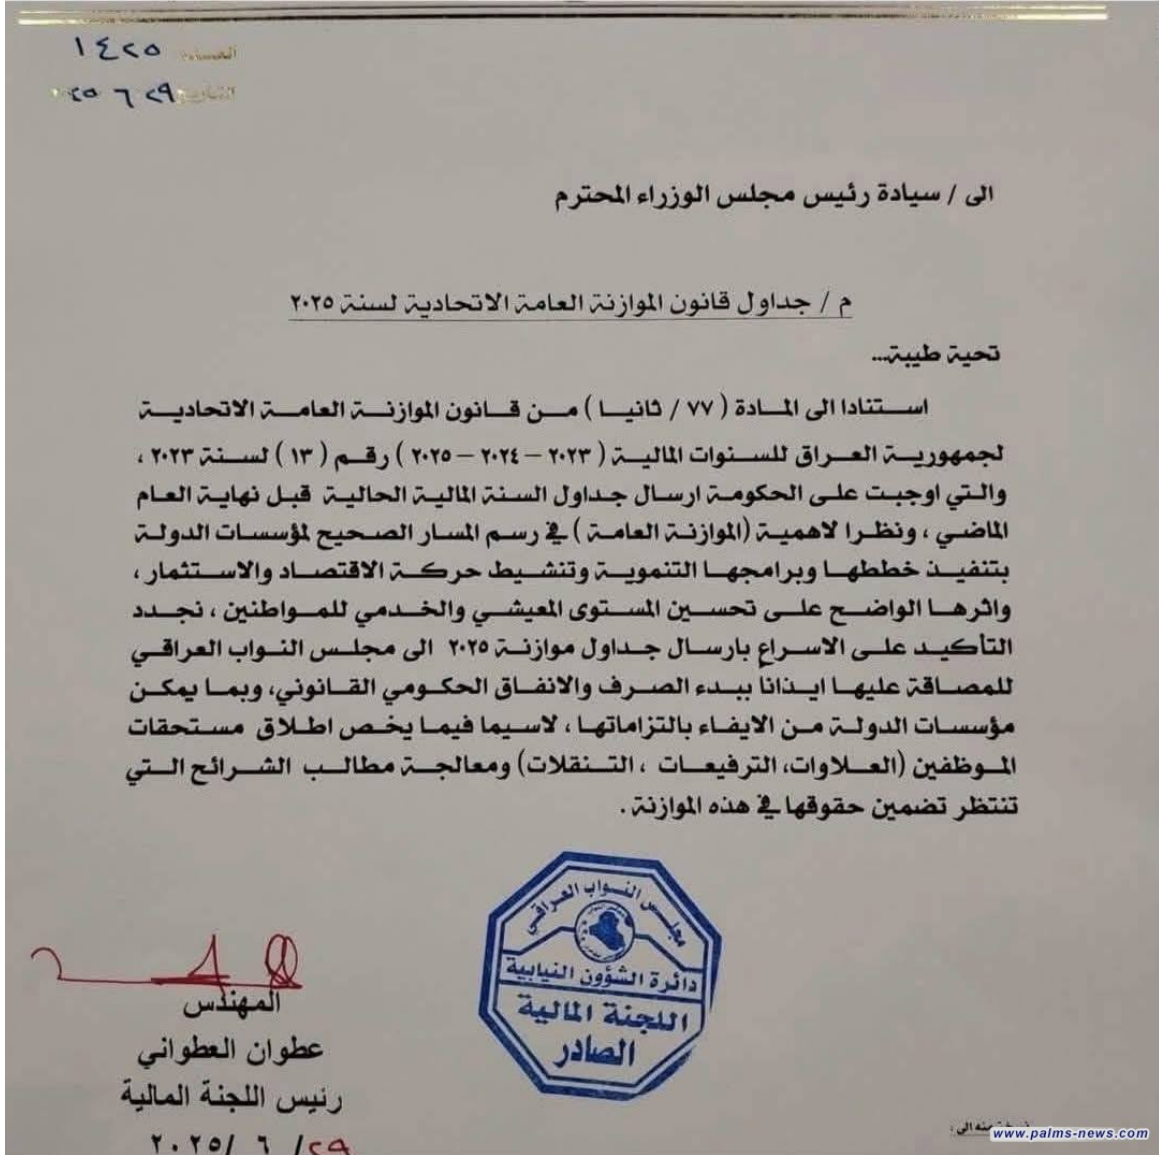 العدد: ١٤٢٥
التاريخ: ٢٩ ٦ ٢٠٢٥
الى / سيادة رئيس مجلس الوزراء المحترم
م / جداول قانون الموازنة العامة الاتحادية لسنة ٢٠٢٥
تحية طيبة...
استنادا الى المادة ( ٧٧ / ثانيا ) من قانون الموازنة العامة الاتحادية
لجمهورية العراق للسنوات المالية ( ٢٠٢٣ – ٢٠٢٤ – ٢٠٢٥ ) رقم ( ١٣ ) لسنة ٢٠٢٣ ،
والتي اوجبت على الحكومة ارسال جداول السنة المالية الحالية قبل نهاية العام
الماضي ، ونظرا لاهمية (الموازنة العامة ) في رسم المسار الصحيح لمؤسسات الدولة
بتنفيذ خططها وبرامجها التنموية وتنشيط حركة الاقتصاد والاستثمار ،
واثرها الواضح على تحسين المستوى المعيشي والخدمي للمواطنين ، نجدد
التأكيد على الاسراع بارسال جداول موازنة ٢٠٢٥ الى مجلس النواب العراقي
للمصاقة عليها ايذانا ببدء الصرف والانفاق الحكومي القانوني، وبما يمكن
مؤسسات الدولة من الايفاء بالتزاماتها ، لاسيما فيما يخص اطلاق مستحقات
الموظفين (العلاوات، الترفيعات ، التنقلات) ومعالجة مطالب الشرائح التي
تنتظر تضمين حقوقها في هذه الموازنة .
مجلس النواب العراقي
دائرة الشؤون النيابية
اللجنة المالية
الصادر
المهندس
عطوان العطواني
رئيس اللجنة المالية
٢٩ / ٦ /٢٠٢٥
منه الى :
www.palms-news.com